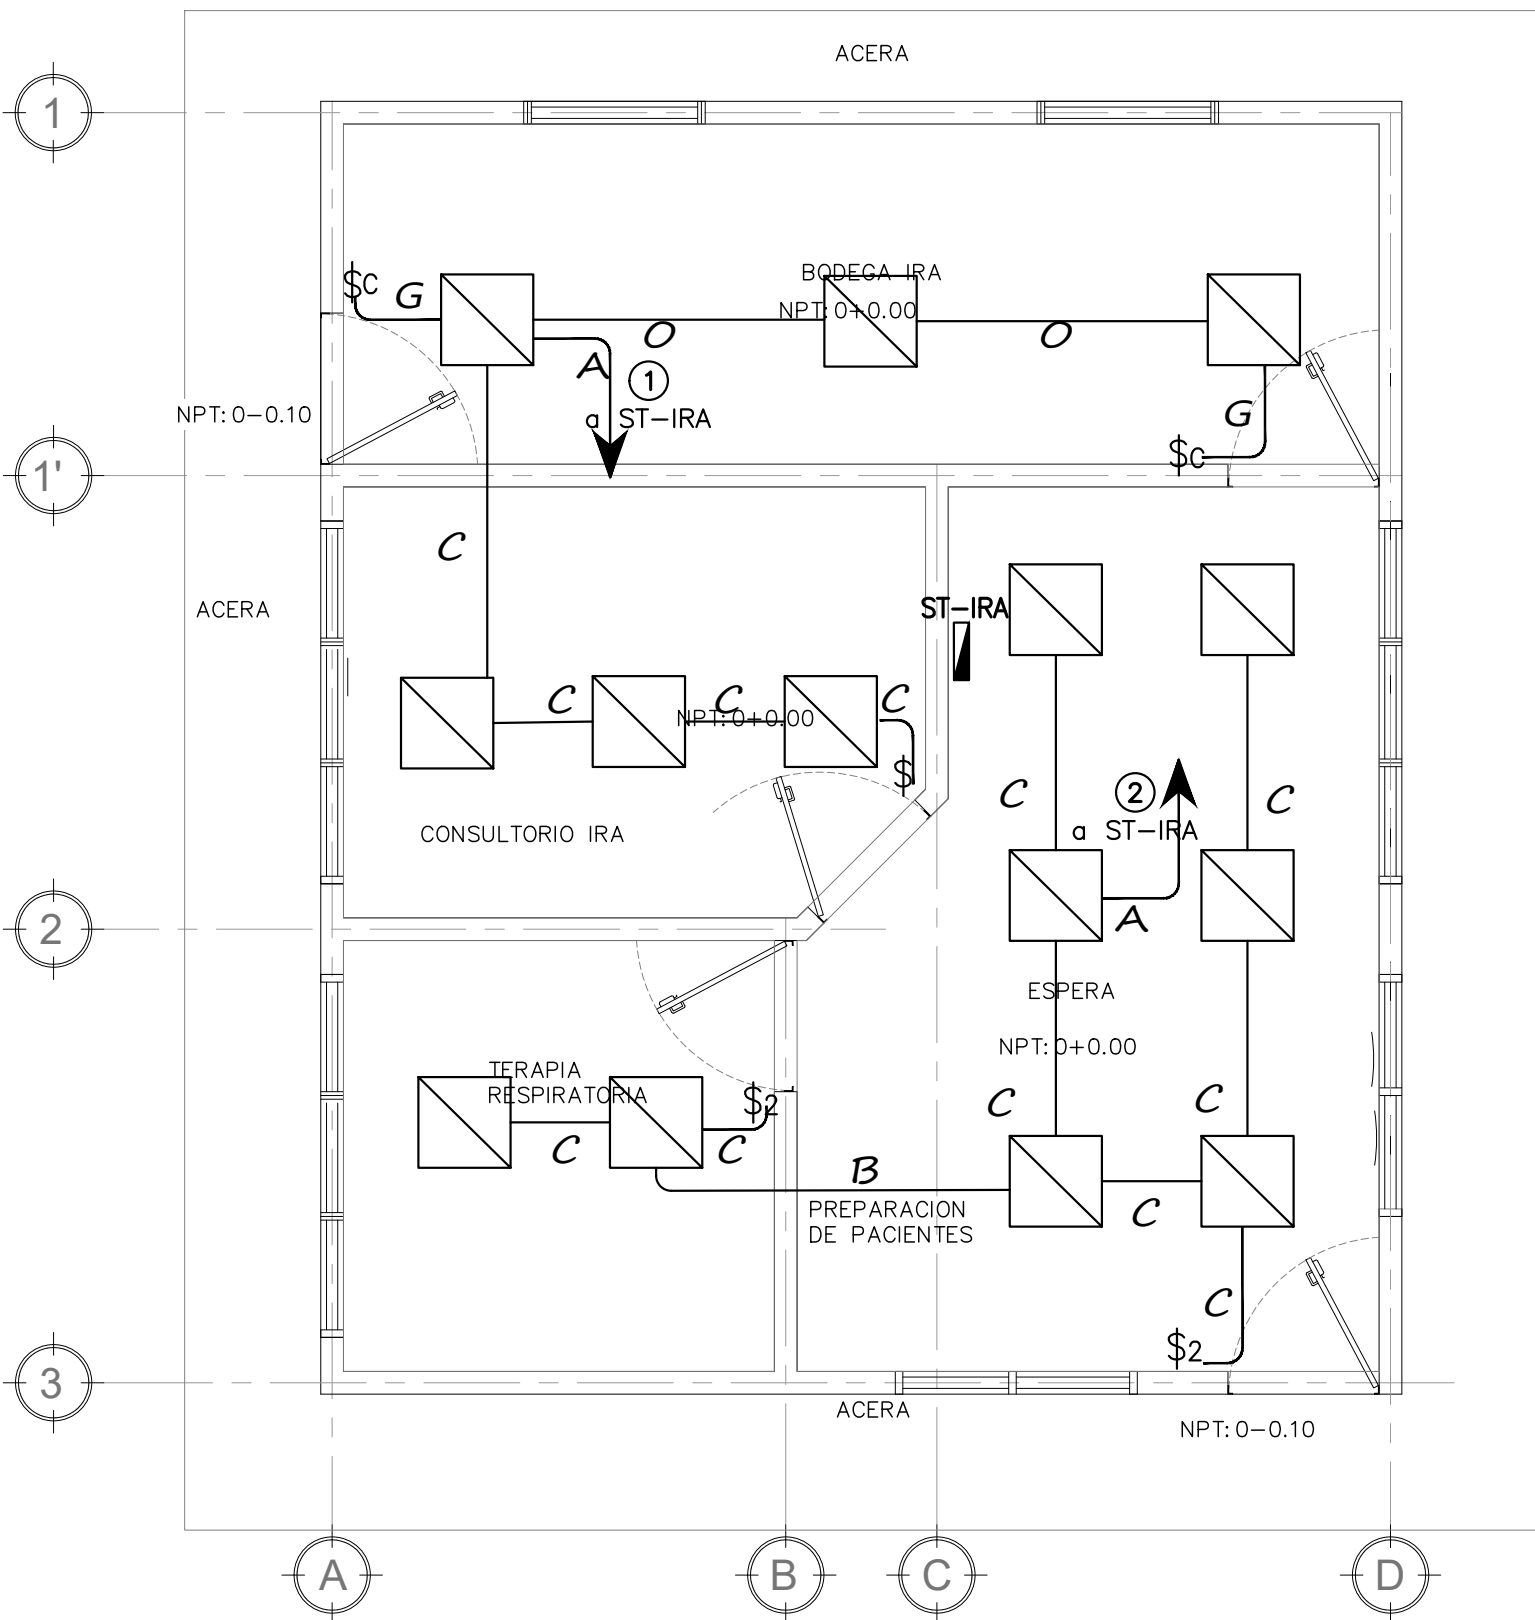 ACERA
1
BODEGA IRA
$C
G
NPT: 0+0.00
O
O
A
1
NPT: 0-0.10
a ST-IRA
G
$C
1'
C
ACERA
ST-IRA
C
C
C
NPT: 0+0.00
$
C
2
C
CONSULTORIO IRA
a ST-IRA
A
2
ESPERA
NPT: 0+0.00
TERAPIA
RESPIRATORIA
$2
C
C
C
C
B
PREPARACION
DE PACIENTES
C
C
$2
3
ACERA
NPT: 0-0.10
A
B
C
D